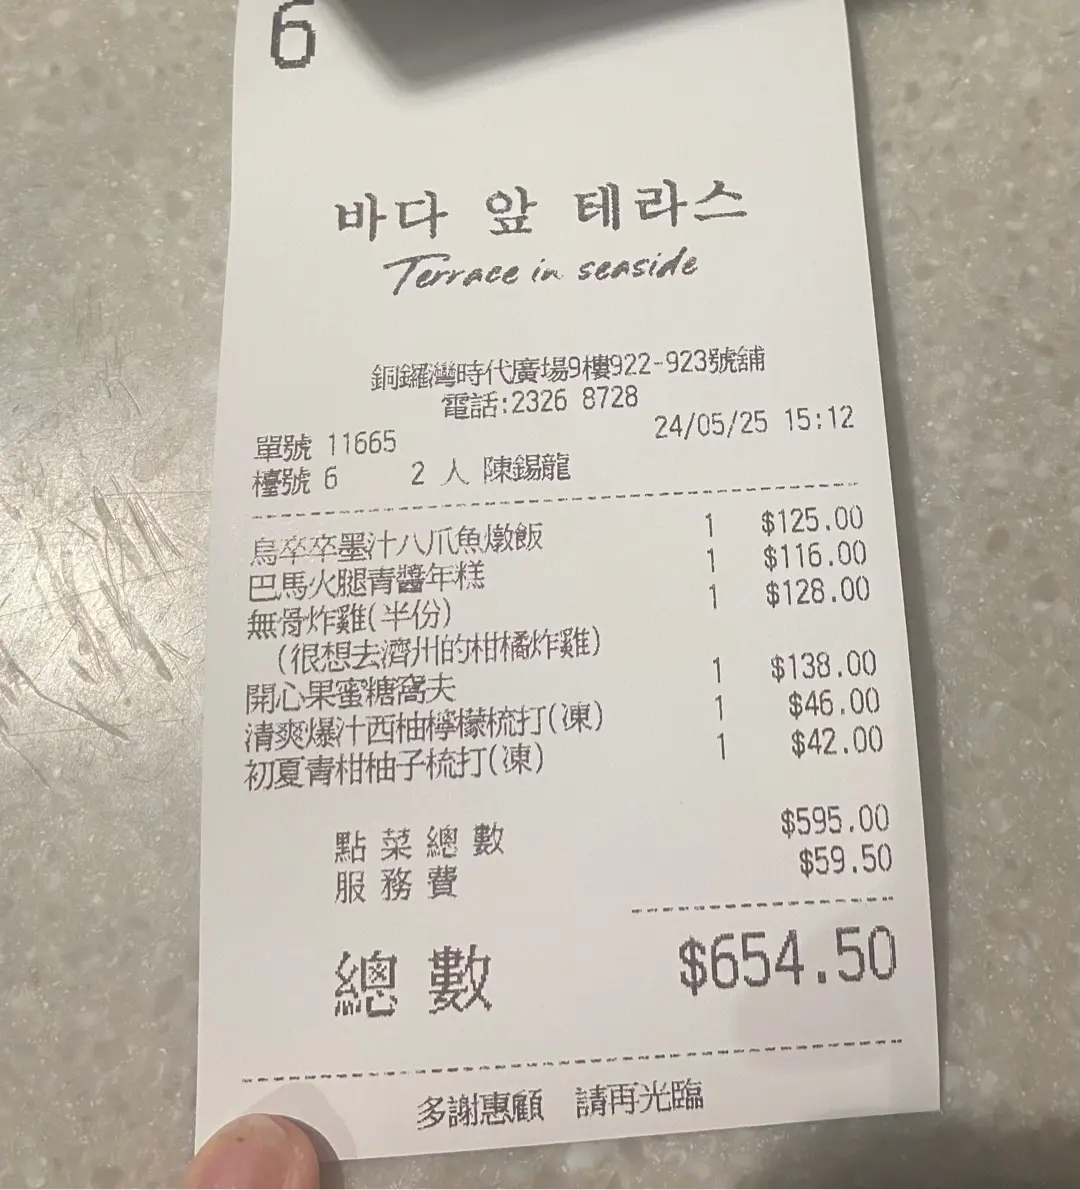 6
바다 앞 테라스
Terrace in seaside
銅鑼灣時代廣場9樓922-923號舖
電話:2326 8728
單號 11665 24/05/25 15:12
檯號 6 2 人 陳錫龍
烏卒卒墨汁八爪魚燉飯 1 $125.00
巴馬火腿青醬年糕 1 $116.00
無骨炸雞(半份) 1 $128.00
(很想去濟州的柑橘炸雞)
開心果蜜糖窩夫 1 $138.00
清爽爆汁西柚檸檬梳打(凍) 1 $46.00
初夏青柑柚子梳打(凍) 1 $42.00
點菜總數 $595.00
服務費 $59.50
總數 $654.50
多謝惠顧 請再光臨